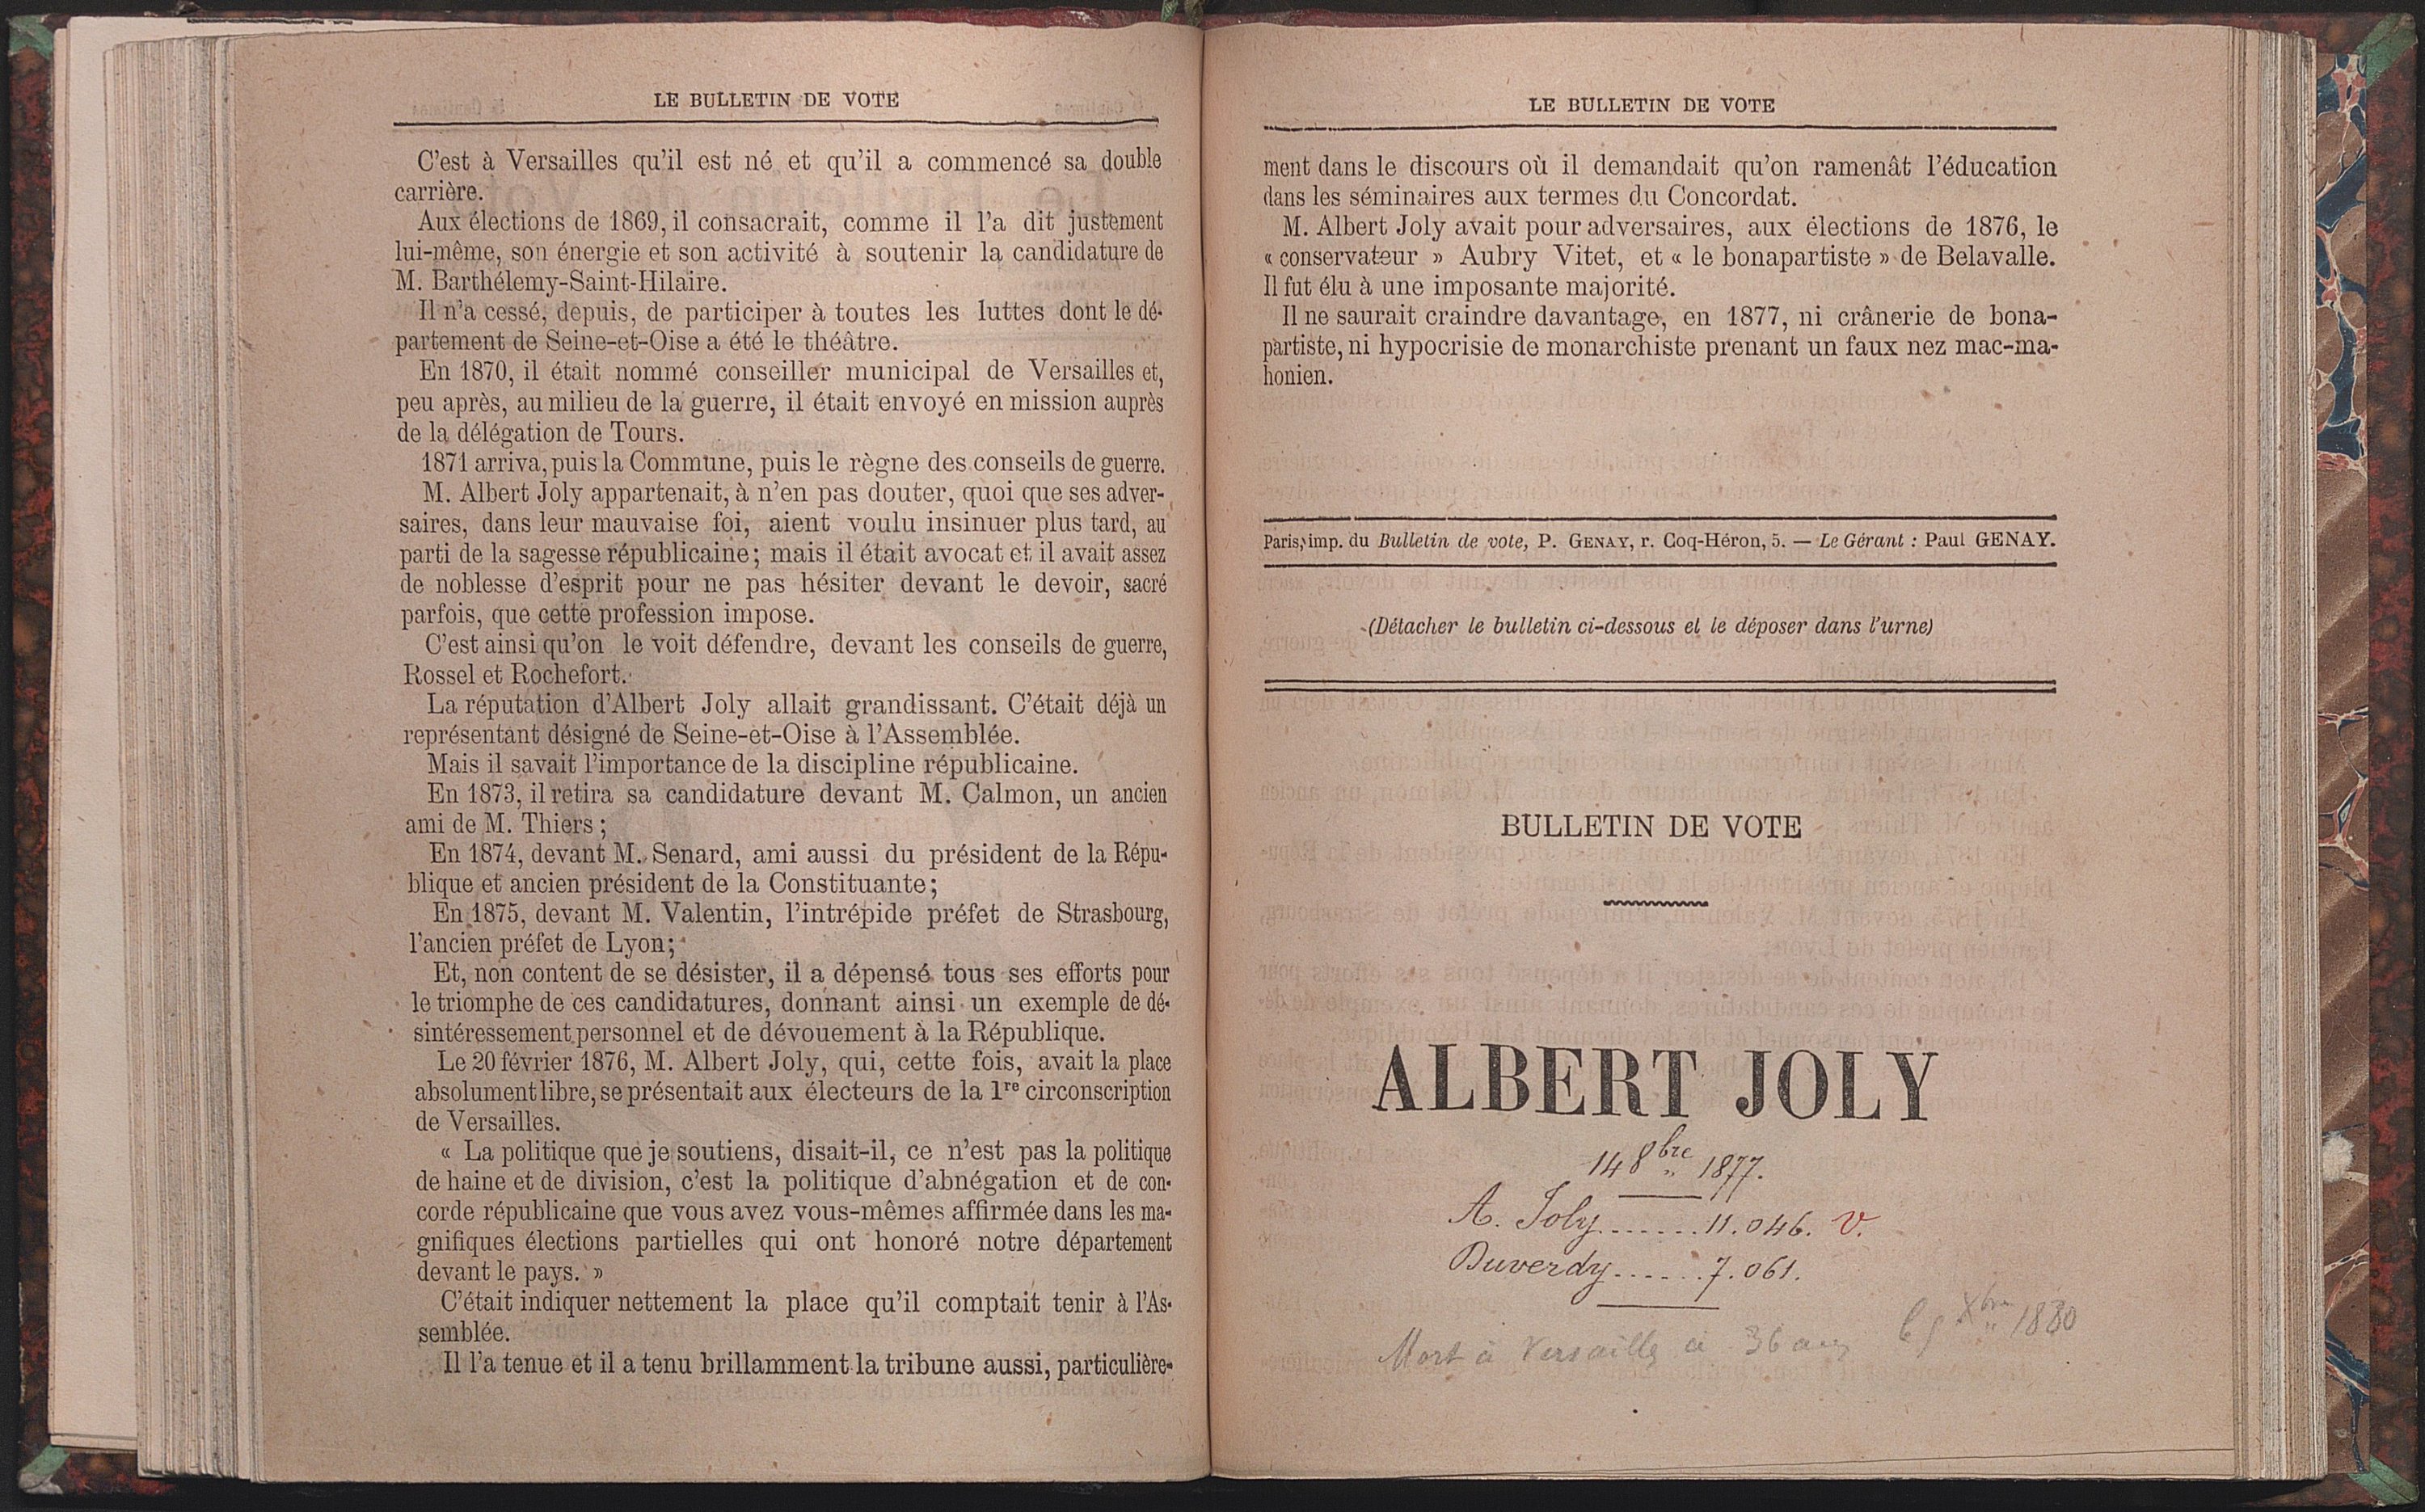 LE BULLETIN DE VOTE
C'est à Versailles qu'il est né et qu'il a commencé sa double
carrière.
Aux élections de 1869, il consacrait, comme il l'a dit justement
lui-même, son énergie et son activité à soutenir la candidature de
M. Barthélemy-Saint-Hilaire.
Il n'a cessé, depuis, de participer à toutes les luttes dont le dé-
partement de Seine-et-Oise a été le théâtre.
En 1870, il était nommé conseiller municipal de Versailles et,
peu après, au milieu de la guerre, il était envoyé en mission auprès
de la délégation de Tours.
1871 arriva, puis la Commune, puis le règne des conseils de guerre.
M. Albert Joly appartenait, à n'en pas douter, quoi que ses adver-
saires, dans leur mauvaise foi, aient voulu insinuer plus tard, au
parti de la sagesse républicaine; mais il était avocat et il avait assez
de noblesse d'esprit pour ne pas hésiter devant le devoir, sacré
parfois, que cette profession impose.
C'est ainsi qu'on le voit défendre, devant les conseils de guerre,
Rossel et Rochefort.
La réputation d'Albert Joly allait grandissant. C'était déjà un
représentant désigné de Seine-et-Oise à l'Assemblée.
Mais il savait l'importance de la discipline républicaine.
En 1873, il retira sa candidature devant M. Calmon, un ancien
ami de M. Thiers;
En 1874, devant M. Senard, ami aussi du président de la Répu-
blique et ancien président de la Constituante;
En 1875, devant M. Valentin, l'intrépide préfet de Strasbourg,
l'ancien préfet de Lyon;
Et, non content de se désister, il a dépensé tous ses efforts pour
le triomphe de ces candidatures, donnant ainsi un exemple de dé-
sintéressement personnel et de dévouement à la République.
Le 20 février 1876, M. Albert Joly, qui, cette fois, avait la place
absolument libre, se présentait aux électeurs de la 1re circonscription
de Versailles.
« La politique que je soutiens, disait-il, ce n'est pas la politique
de haine et de division, c'est la politique d'abnégation et de con-
corde républicaine que vous avez vous-mêmes affirmée dans les ma-
gnifiques élections partielles qui ont honoré notre département
devant le pays. »
C'était indiquer nettement la place qu'il comptait tenir à l'As-
semblée.
Il l'a tenue et il a tenu brillamment la tribune aussi, particulière-
LE BULLETIN DE VOTE
ment dans le discours où il demandait qu'on ramenât l'éducation
dans les séminaires aux termes du Concordat.
M. Albert Joly avait pour adversaires, aux élections de 1876, le
« conservateur » Aubry Vitet, et « le bonapartiste » de Belavalle.
Il fut élu à une imposante majorité.
Il ne saurait craindre davantage, en 1877, ni crânerie de bona-
partiste, ni hypocrisie de monarchiste prenant un faux nez mac-ma-
honien.
Paris, imp. du Bulletin de vote, P. GENAY, r. Coq-Héron, 5. — Le Gérant : Paul GENAY.
(Détacher le bulletin ci-dessous et le déposer dans l'urne)
BULLETIN DE VOTE
ALBERT JOLY
14 8bre 1877.
A. Joly ...... 11.046. V.
Duverdy ...... 7.061.
Mort à Versailles à 36 ans Xbre 1880